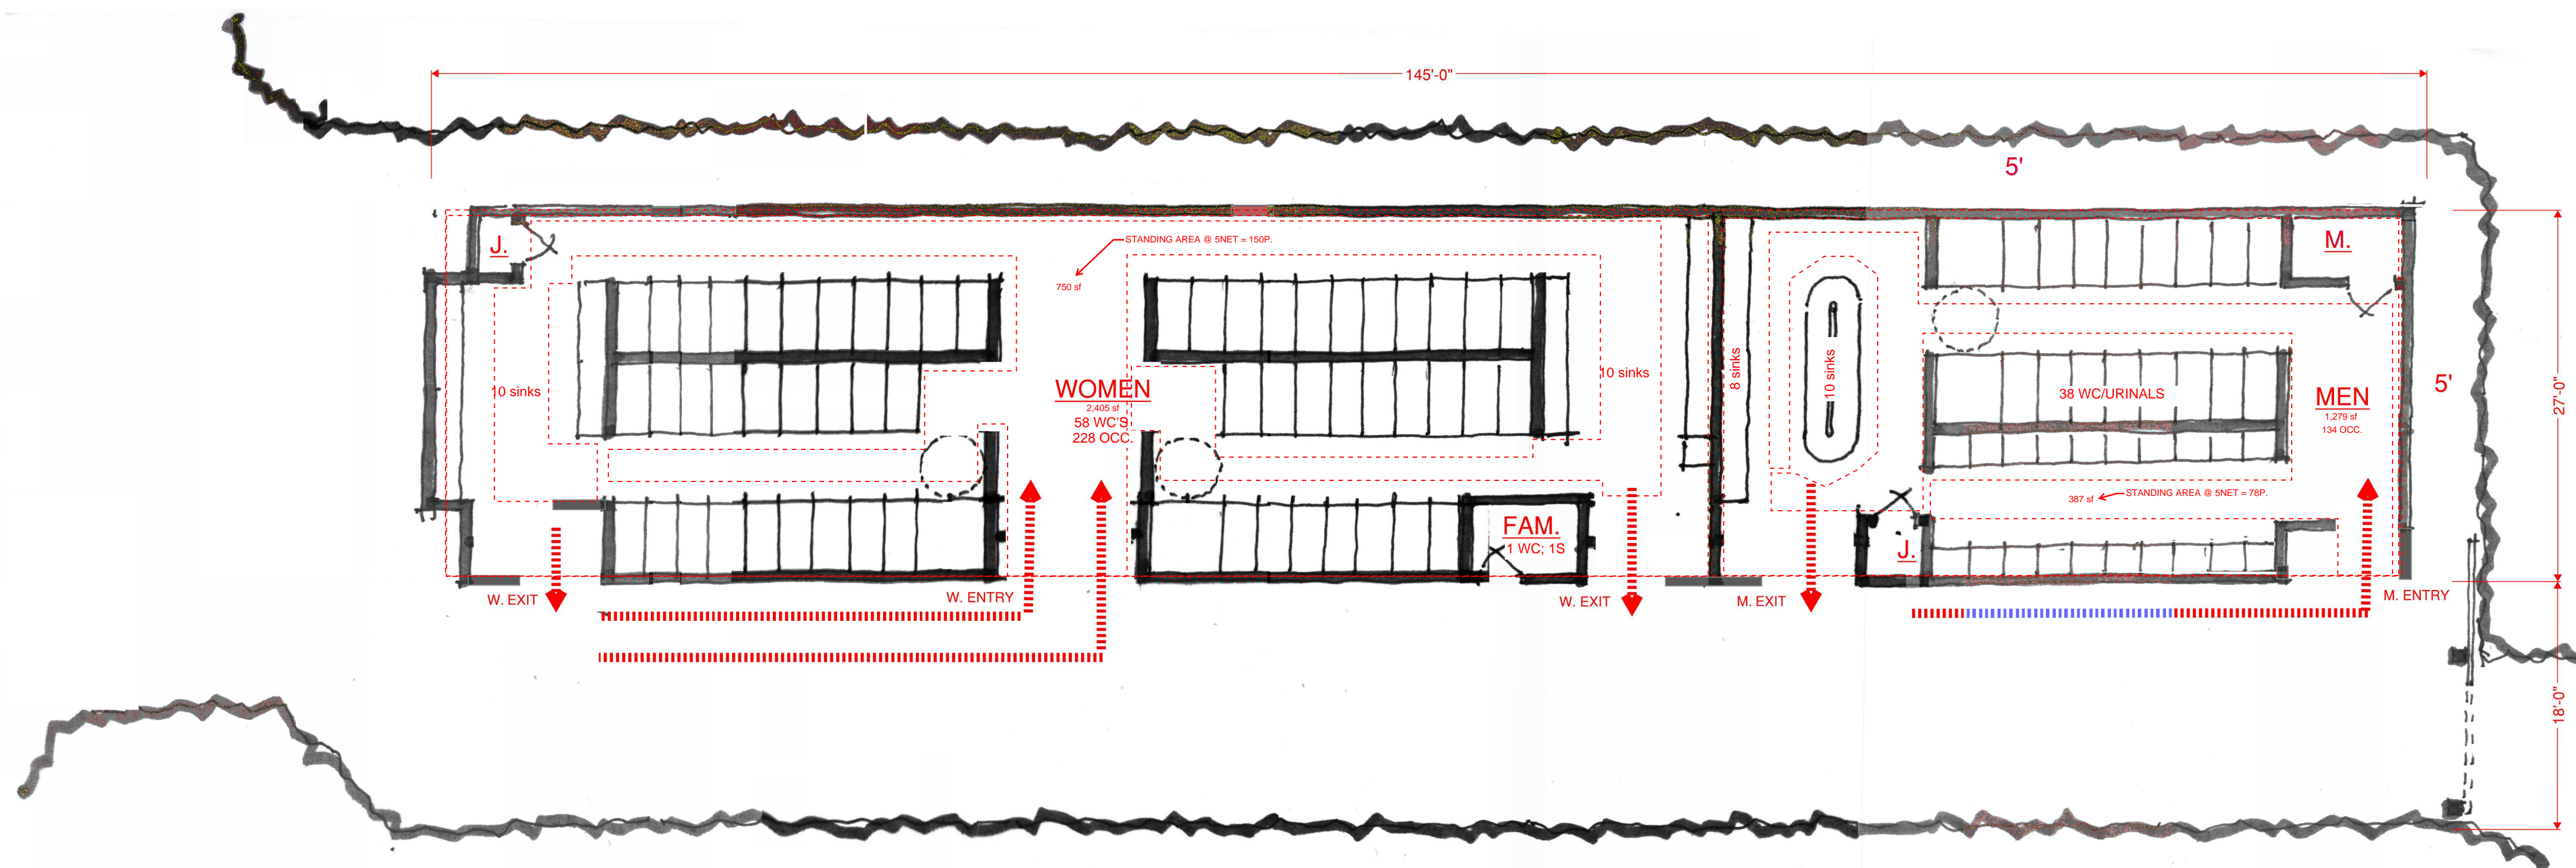 145'-0"
5'
J.
STANDING AREA @ 5NET = 150P.
750 sf
M.
10 sinks
WOMEN
2,405 sf
58 WC'S
228 OCC.
10 sinks
8 sinks
10 sinks
38 WC/URINALS
MEN
1,279 sf
134 OCC.
5'
27'-0"
387 sf
STANDING AREA @ 5NET = 78P.
FAM.
1 WC; 1S
J.
W. EXIT
W. ENTRY
W. EXIT
M. EXIT
M. ENTRY
18'-0"